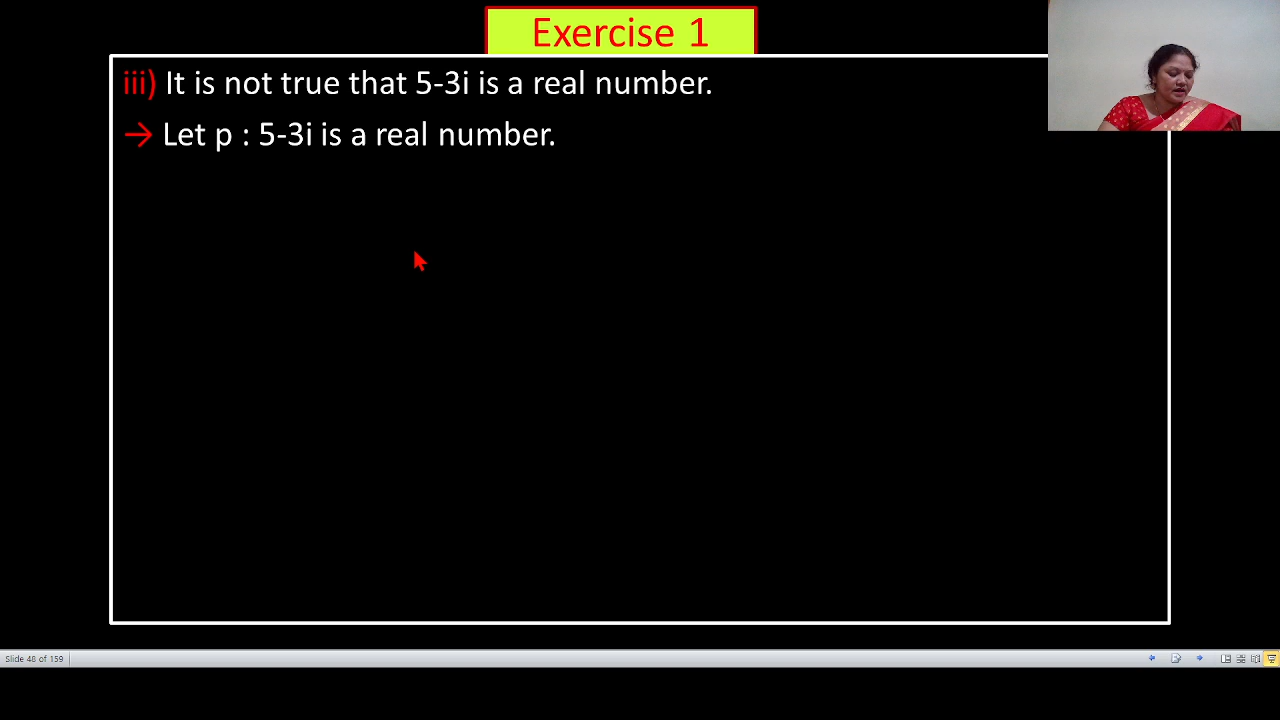 Exercise 1
iii) It is not true that 5-3i is a real number.
→ Let p : 5-3i is a real number.
Slide 48 of 159